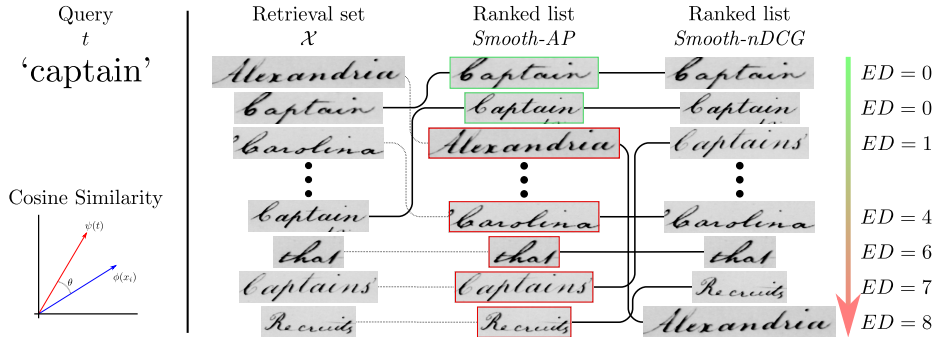 Query
t
‘captain’
Cosine Similarity
ψ(t)
θ
ϕ(x_i)
Retrieval set
𝒳
Alexandria
Captain
Carolina
Captain
that
Captains
Recruits
Ranked list
Smooth-AP
Captain
Captain
Alexandria
Carolina
that
Captains
Recruits
Ranked list
Smooth-nDCG
Captain
Captain
Captains
Carolina
that
Recruits
Alexandria
ED = 0
ED = 0
ED = 1
ED = 4
ED = 6
ED = 7
ED = 8